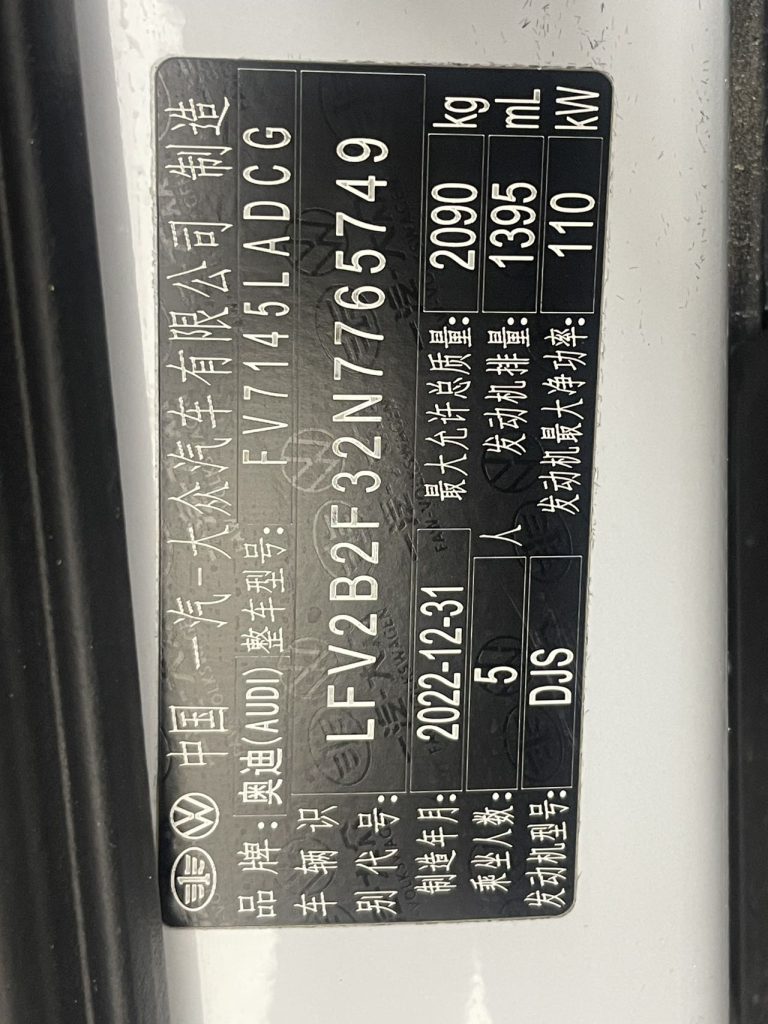 中国 一汽-大众汽车有限公司 制造
品牌: 奥迪(AUDI) 整车型号: FV7145LADCG
车辆识别代号: LFV2B2F32N7765749
制造年月: 2022-12-31 最大允许总质量: 2090 kg
乘坐人数: 5 人 发动机排量: 1395 mL
发动机型号: DJS 发动机最大净功率: 110 kW